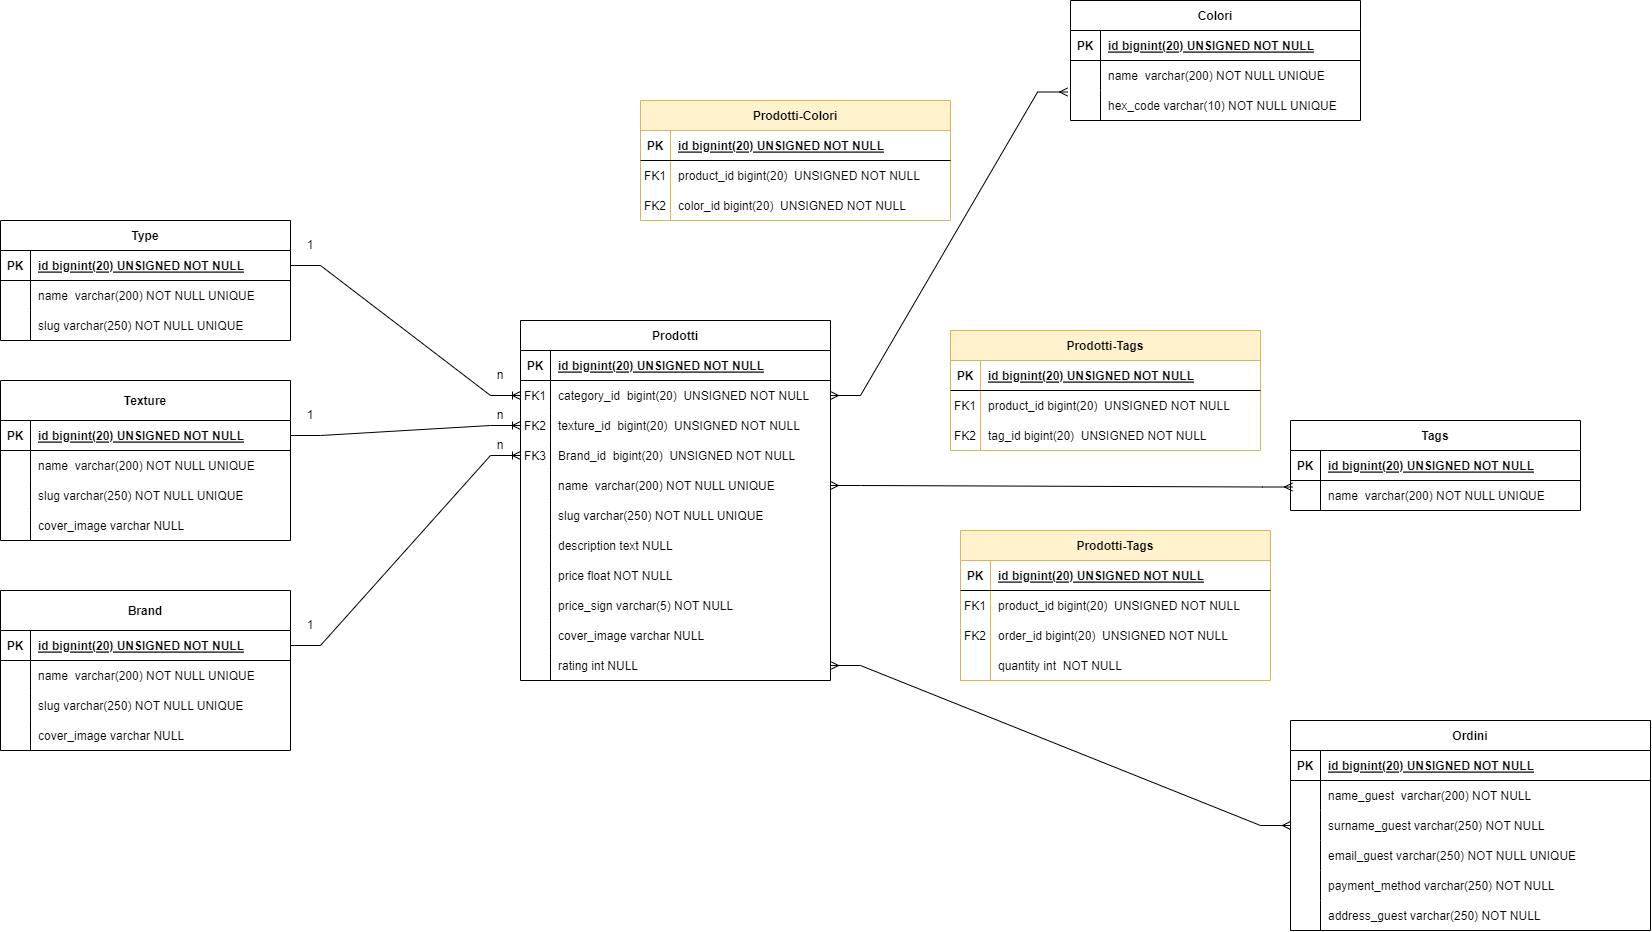 Colori
PK id bignint(20) UNSIGNED NOT NULL
name varchar(200) NOT NULL UNIQUE
hex_code varchar(10) NOT NULL UNIQUE
Prodotti-Colori
PK id bignint(20) UNSIGNED NOT NULL
FK1 product_id bigint(20) UNSIGNED NOT NULL
FK2 color_id bigint(20) UNSIGNED NOT NULL
Type
PK id bignint(20) UNSIGNED NOT NULL
name varchar(200) NOT NULL UNIQUE
slug varchar(250) NOT NULL UNIQUE
1
n
Texture
PK id bignint(20) UNSIGNED NOT NULL
name varchar(200) NOT NULL UNIQUE
slug varchar(250) NOT NULL UNIQUE
cover_image varchar NULL
1
n
Brand
PK id bignint(20) UNSIGNED NOT NULL
name varchar(200) NOT NULL UNIQUE
slug varchar(250) NOT NULL UNIQUE
cover_image varchar NULL
1
n
Prodotti
PK id bignint(20) UNSIGNED NOT NULL
FK1 category_id bigint(20) UNSIGNED NOT NULL
FK2 texture_id bigint(20) UNSIGNED NOT NULL
FK3 Brand_id bigint(20) UNSIGNED NOT NULL
name varchar(200) NOT NULL UNIQUE
slug varchar(250) NOT NULL UNIQUE
description text NULL
price float NOT NULL
price_sign varchar(5) NOT NULL
cover_image varchar NULL
rating int NULL
Prodotti-Tags
PK id bignint(20) UNSIGNED NOT NULL
FK1 product_id bigint(20) UNSIGNED NOT NULL
FK2 tag_id bigint(20) UNSIGNED NOT NULL
Tags
PK id bignint(20) UNSIGNED NOT NULL
name varchar(200) NOT NULL UNIQUE
Prodotti-Tags
PK id bignint(20) UNSIGNED NOT NULL
FK1 product_id bigint(20) UNSIGNED NOT NULL
FK2 order_id bigint(20) UNSIGNED NOT NULL
quantity int NOT NULL
Ordini
PK id bignint(20) UNSIGNED NOT NULL
name_guest varchar(200) NOT NULL
surname_guest varchar(250) NOT NULL
email_guest varchar(250) NOT NULL UNIQUE
payment_method varchar(250) NOT NULL
address_guest varchar(250) NOT NULL